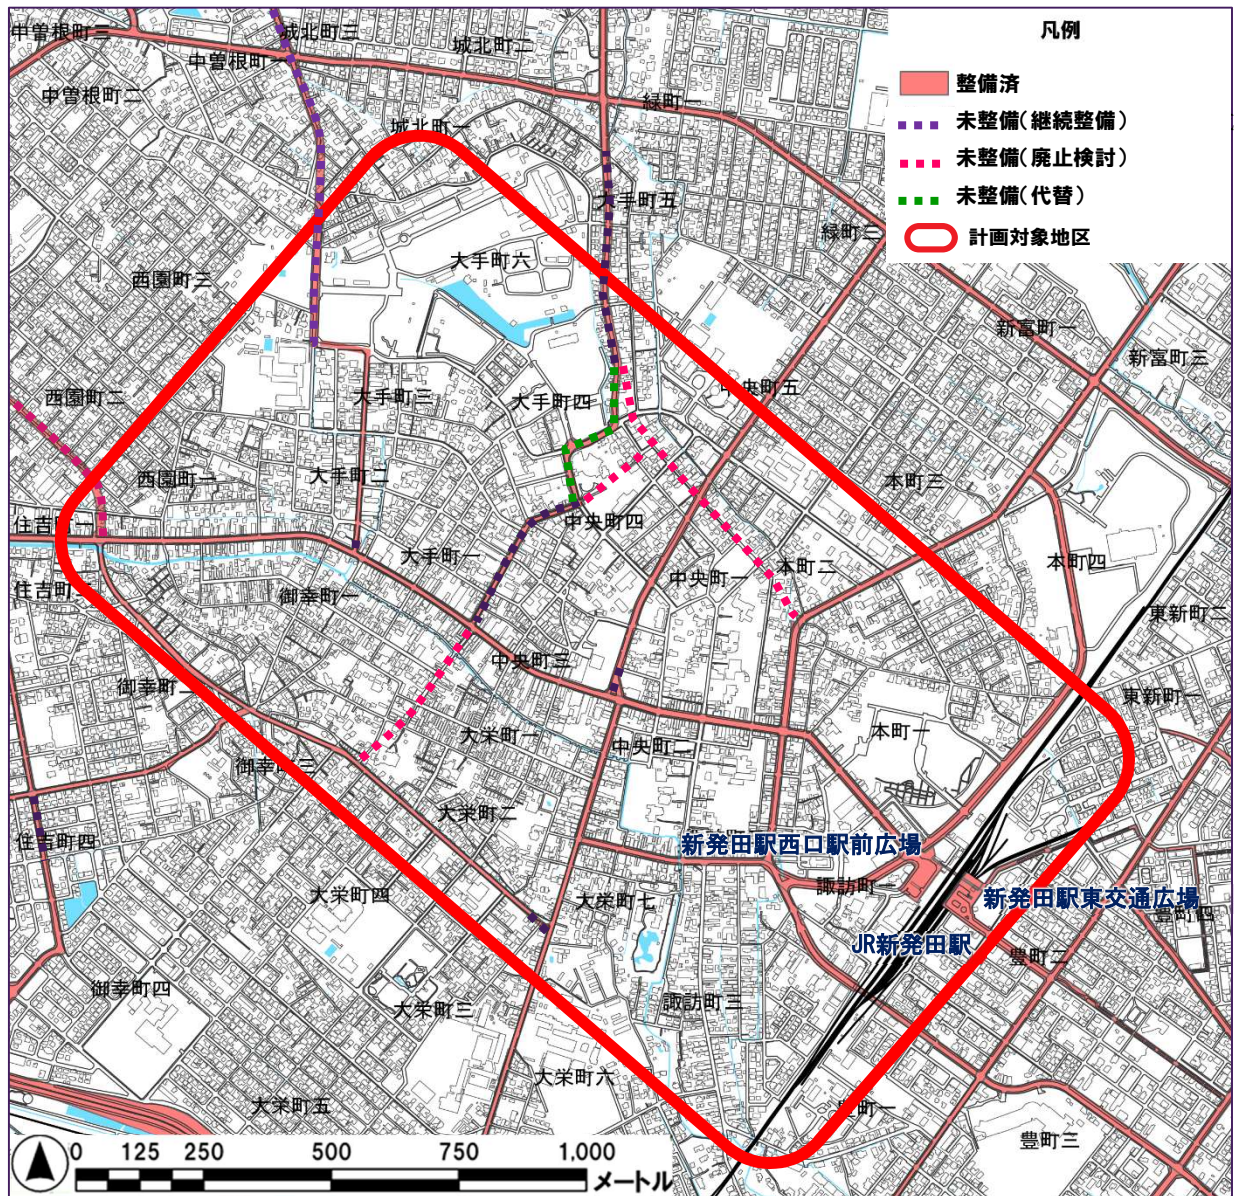 凡例
整備済
未整備(継続整備)
未整備(廃止検討)
未整備(代替)
計画対象地区
中曽根町三
城北町三
城北町二
中曽根町一
中曽根町二
緑町一
城北町一
大手町五
緑町三
大手町六
西園町三
新富町一
新富町三
西園町二
大手町三
大手町四
中央町五
西園町一
大手町二
本町三
住吉町一
中央町四
大手町一
本町四
中央町一
本町二
御幸町一
東新町二
中央町三
御幸町二
東新町一
大栄町一
中央町二
本町一
御幸町三
大栄町二
住吉町四
新発田駅西口駅前広場
諏訪町一
大栄町四
大栄町七
新発田駅東交通広場
豊町四
JR新発田駅
豊町二
御幸町四
大栄町三
諏訪町三
大栄町六
大栄町五
豊町一
豊町三
0 125 250 500 750 1,000
メートル